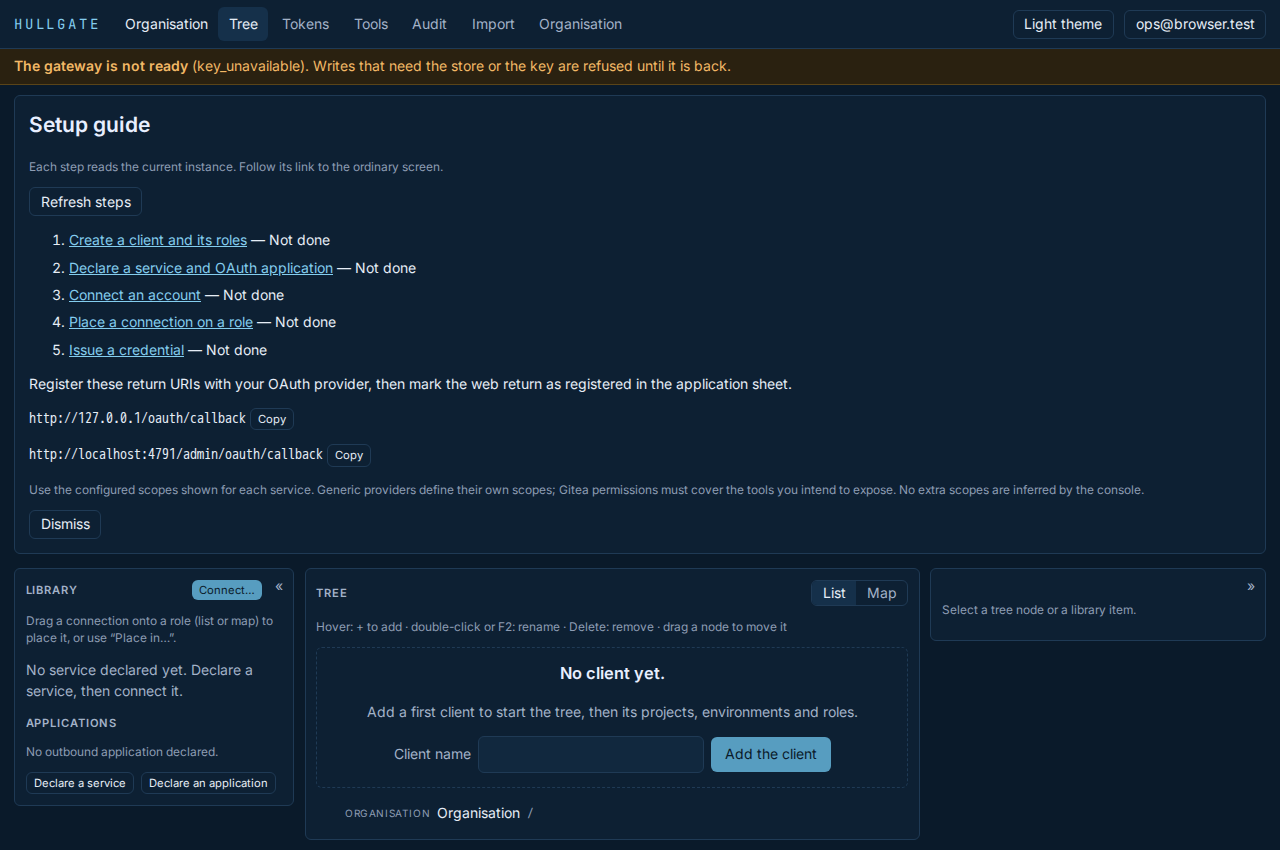 HULLGATE Organisation Tree Tokens Tools Audit Import Organisation Light theme ops@browser.test
The gateway is not ready (key_unavailable). Writes that need the store or the key are refused until it is back.
Setup guide
Each step reads the current instance. Follow its link to the ordinary screen.
Refresh steps
1. Create a client and its roles — Not done
2. Declare a service and OAuth application — Not done
3. Connect an account — Not done
4. Place a connection on a role — Not done
5. Issue a credential — Not done
Register these return URIs with your OAuth provider, then mark the web return as registered in the application sheet.
http://127.0.0.1/oauth/callback Copy
http://localhost:4791/admin/oauth/callback Copy
Use the configured scopes shown for each service. Generic providers define their own scopes; Gitea permissions must cover the tools you intend to expose. No extra scopes are inferred by the console.
Dismiss
LIBRARY Connect... «
Drag a connection onto a role (list or map) to
place it, or use “Place in...”.
No service declared yet. Declare a
service, then connect it.
APPLICATIONS
No outbound application declared.
Declare a service Declare an application
TREE List Map
Hover: + to add · double-click or F2: rename · Delete: remove · drag a node to move it
No client yet.
Add a first client to start the tree, then its projects, environments and roles.
Client name Add the client
ORGANISATION Organisation /
»
Select a tree node or a library item.